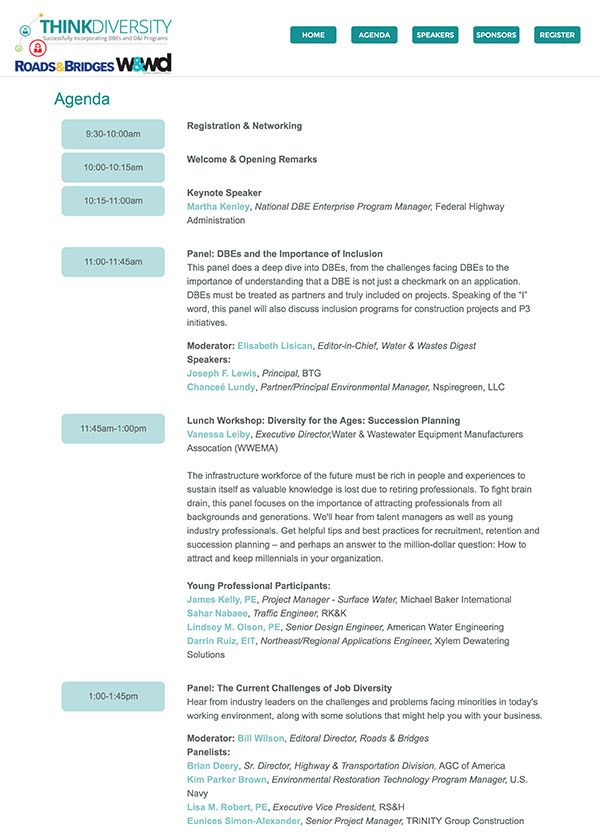 THINKDIVERSITY
Successfully Incorporating DBEs and D&I Programs
ROADS&BRIDGES W&WD
HOME
AGENDA
SPEAKERS
SPONSORS
REGISTER
Agenda
9:30-10:00am
Registration & Networking
10:00-10:15am
Welcome & Opening Remarks
10:15-11:00am
Keynote Speaker
Martha Kenley, National DBE Enterprise Program Manager, Federal Highway
Administration
11:00-11:45am
Panel: DBEs and the Importance of Inclusion
This panel does a deep dive into DBEs, from the challenges facing DBEs to the
importance of understanding that a DBE is not just a checkmark on an application.
DBEs must be treated as partners and truly included on projects. Speaking of the “I”
word, this panel will also discuss inclusion programs for construction projects and P3
initiatives.
Moderator: Elisabeth Lisican, Editor-in-Chief, Water & Wastes Digest
Speakers:
Joseph F. Lewis, Principal, BTG
Chanceé Lundy, Partner/Principal Environmental Manager, Nspiregreen, LLC
11:45am-1:00pm
Lunch Workshop: Diversity for the Ages: Succession Planning
Vanessa Leiby, Executive Director,Water & Wastewater Equipment Manufacturers
Assocation (WWEMA)
The infrastructure workforce of the future must be rich in people and experiences to
sustain itself as valuable knowledge is lost due to retiring professionals. To fight brain
drain, this panel focuses on the importance of attracting professionals from all
backgrounds and generations. We'll hear from talent managers as well as young
industry professionals. Get helpful tips and best practices for recruitment, retention and
succession planning – and perhaps an answer to the million-dollar question: How to
attract and keep millennials in your organization.
Young Professional Participants:
James Kelly, PE, Project Manager - Surface Water, Michael Baker International
Sahar Nabaee, Traffic Engineer, RK&K
Lindsey M. Olson, PE, Senior Design Engineer, American Water Engineering
Darrin Ruiz, EIT, Northeast/Regional Applications Engineer, Xylem Dewatering
Solutions
1:00-1:45pm
Panel: The Current Challenges of Job Diversity
Hear from industry leaders on the challenges and problems facing minorities in today's
working environment, along with some solutions that might help you with your business.
Moderator: Bill Wilson, Editoral Director, Roads & Bridges
Panelists:
Brian Deery, Sr. Director, Highway & Transportation Division, AGC of America
Kim Parker Brown, Environmental Restoration Technology Program Manager, U.S.
Navy
Lisa M. Robert, PE, Executive Vice President, RS&H
Eunices Simon-Alexander, Senior Project Manager, TRINITY Group Construction